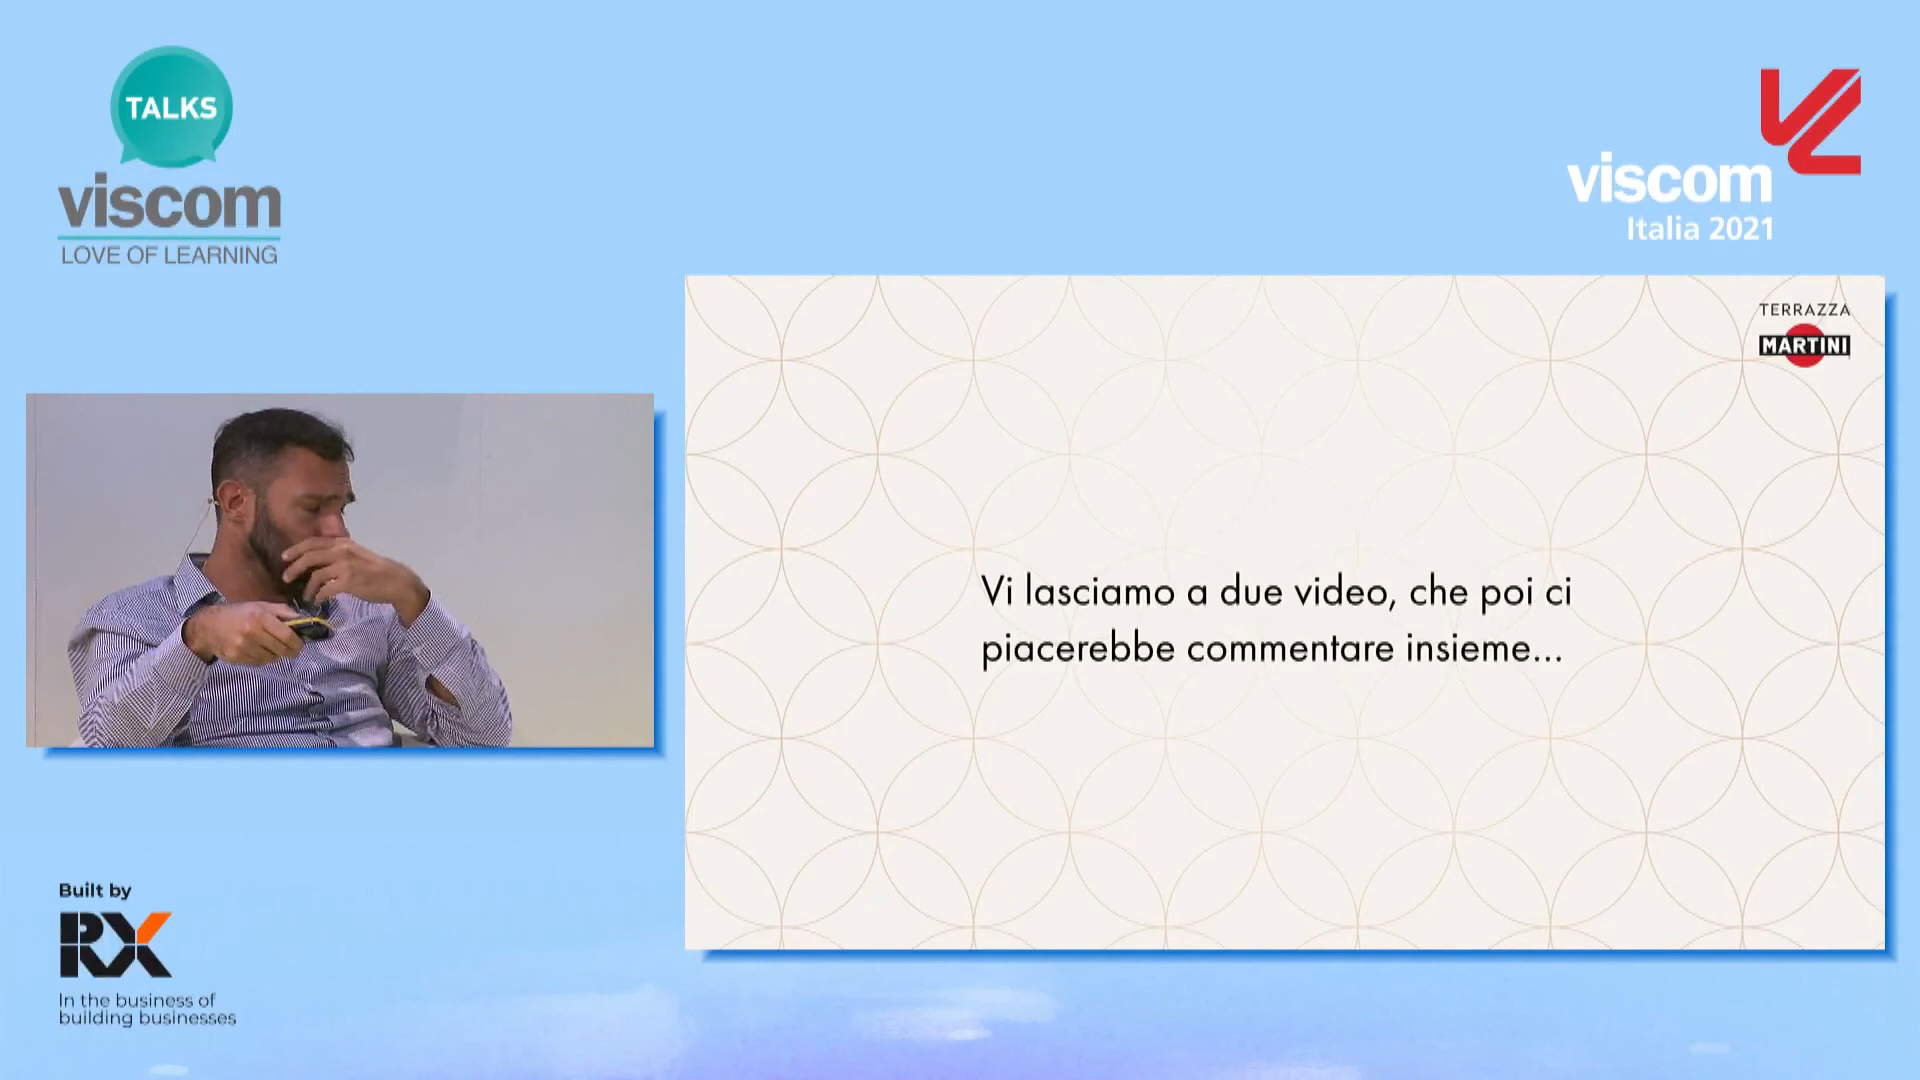 TALKS
viscom
LOVE OF LEARNING
viscom
Italia 2021
TERRAZZA
MARTINI
Vi lasciamo a due video, che poi ci
piacerebbe commentare insieme...
Built by
RX
In the business of
building businesses